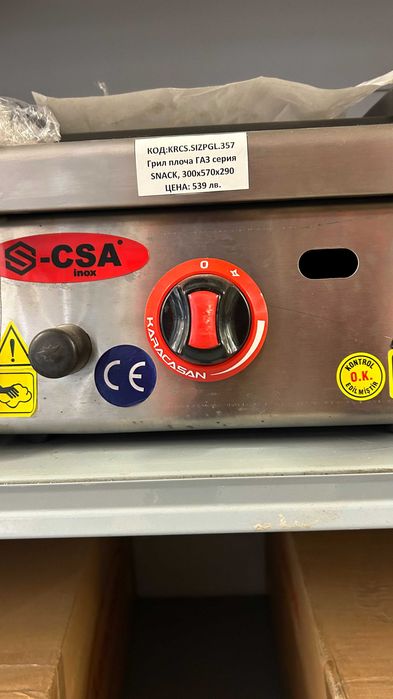 КОД:KRCS.SIZPGL.357
Грил плоча ГАЗ серия
SNACK, 300x570x290
ЦЕНА: 539 лв.
S-CSA®
inox
0
KARACASAN
CE
KONTROL
O.K.
EDİLMİŞTİR